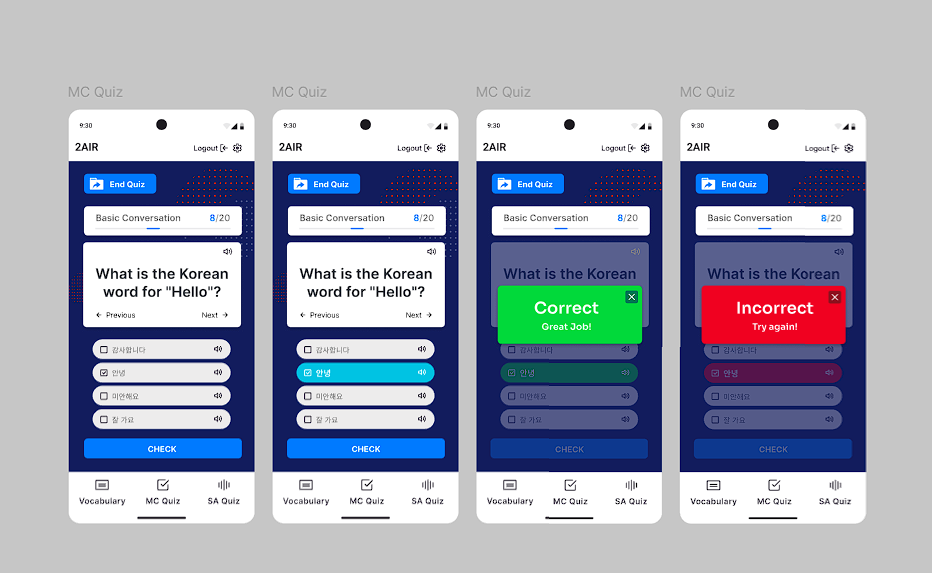 MC Quiz
9:30
2AIR
Logout
End Quiz
Basic Conversation 8/20
What is the Korean
word for "Hello"?
Previous Next
감사합니다
안녕
미안해요
잘 가요
CHECK
Vocabulary MC Quiz SA Quiz
MC Quiz
9:30
2AIR
Logout
End Quiz
Basic Conversation 8/20
What is the Korean
word for "Hello"?
Previous Next
감사합니다
안녕
미안해요
잘 가요
CHECK
Vocabulary MC Quiz SA Quiz
MC Quiz
9:30
2AIR
Logout
End Quiz
Basic Conversation 8/20
What is the Korean
Correct
Great Job!
감사합니다
안녕
미안해요
잘 가요
CHECK
Vocabulary MC Quiz SA Quiz
MC Quiz
9:30
2AIR
Logout
End Quiz
Basic Conversation 8/20
What is the Korean
Incorrect
Try again!
감사합니다
안녕
미안해요
잘 가요
CHECK
Vocabulary MC Quiz SA Quiz